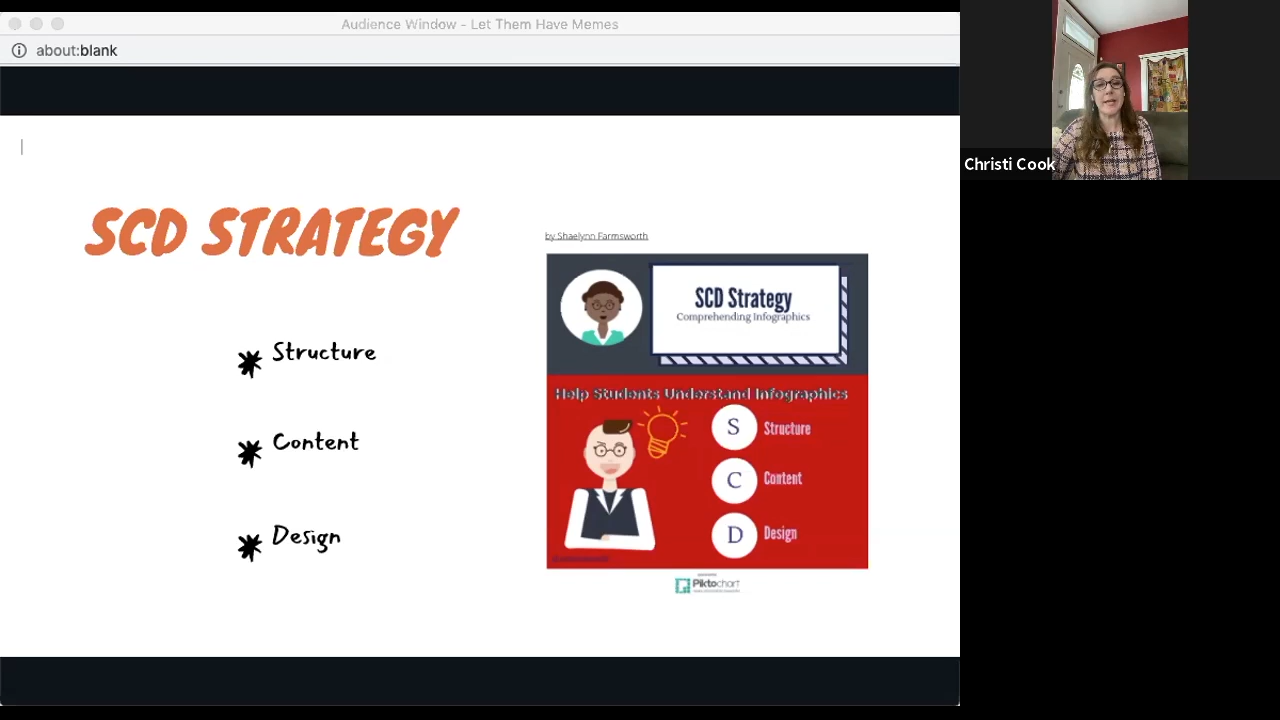 Audience Window - Let Them Have Memes
about:blank
SCD STRATEGY
Structure
Content
Design
by Shaelynn Farnsworth
SCD Strategy
Comprehending Infographics
Help Students Understand Infographics
S Structure
C Content
D Design
Piktochart
Christi Cook